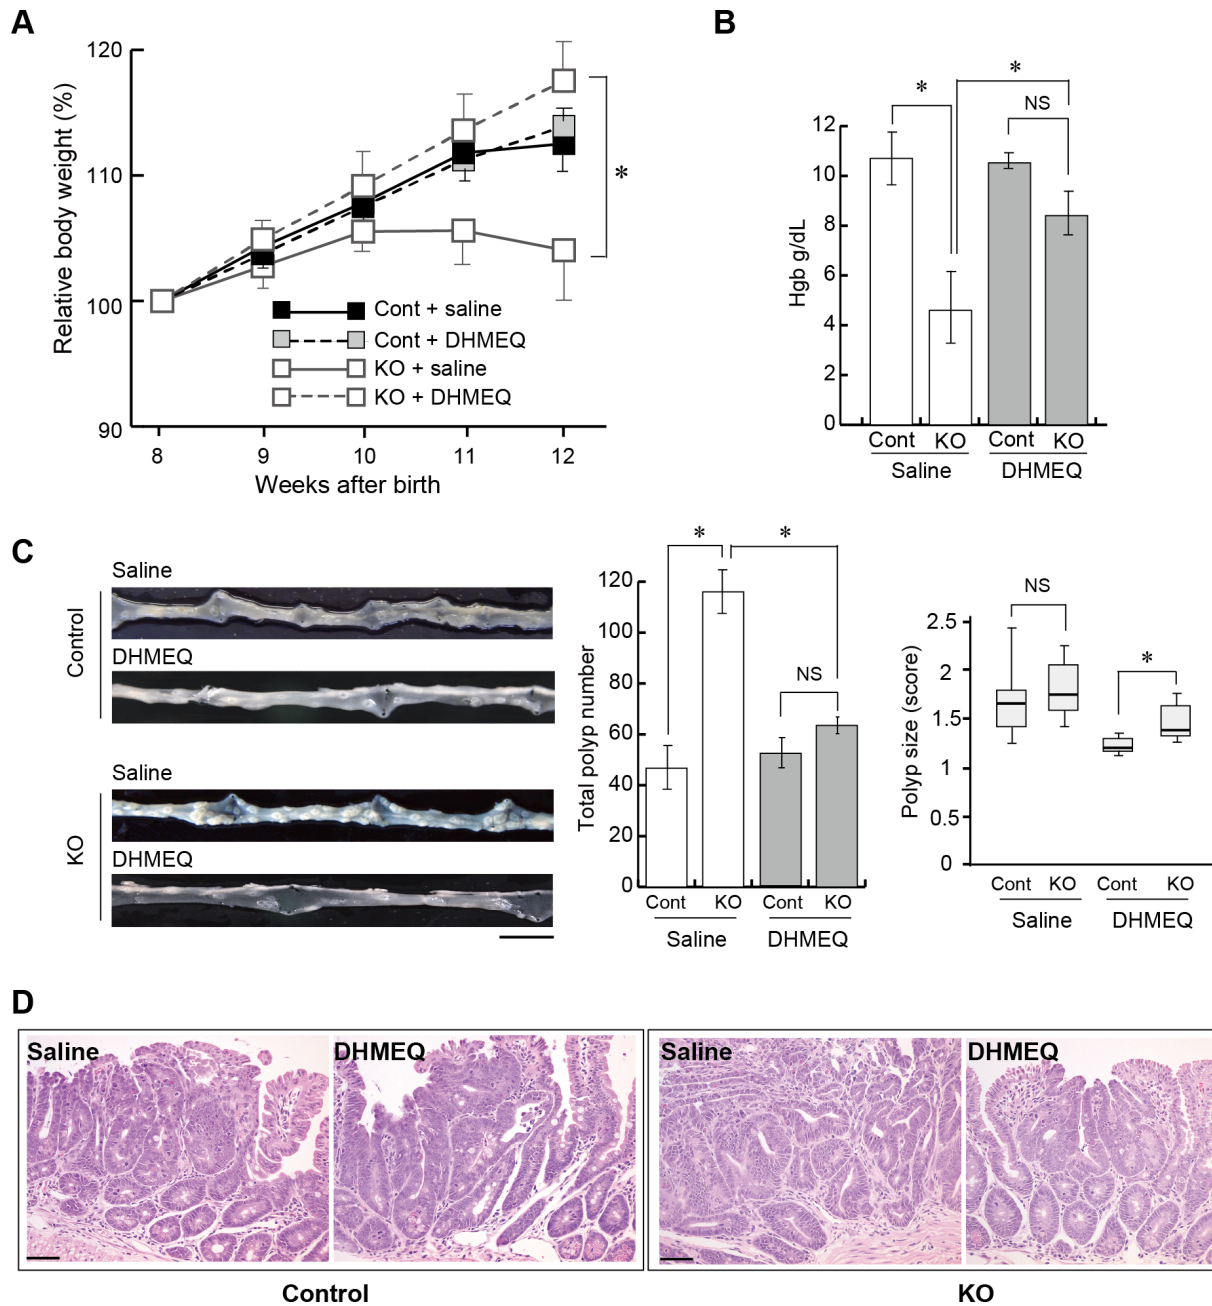 A
120
110
100
90
Relative body weight (%)
8
9
10
11
12
Weeks after birth
*
Cont + saline
Cont + DHMEQ
KO + saline
KO + DHMEQ
B
*
*
NS
12
10
8
6
4
2
0
Hgb g/dL
Cont KO Cont KO
Saline DHMEQ
C
Saline
DHMEQ
Control
Saline
DHMEQ
KO
*
*
NS
120
100
80
60
40
20
0
Total polyp number
Cont KO Cont KO
Saline DHMEQ
NS
*
2.5
2
1.5
1
0.5
0
Polyp size (score)
Cont KO Cont KO
Saline DHMEQ
D
Saline DHMEQ Saline DHMEQ
Control KO